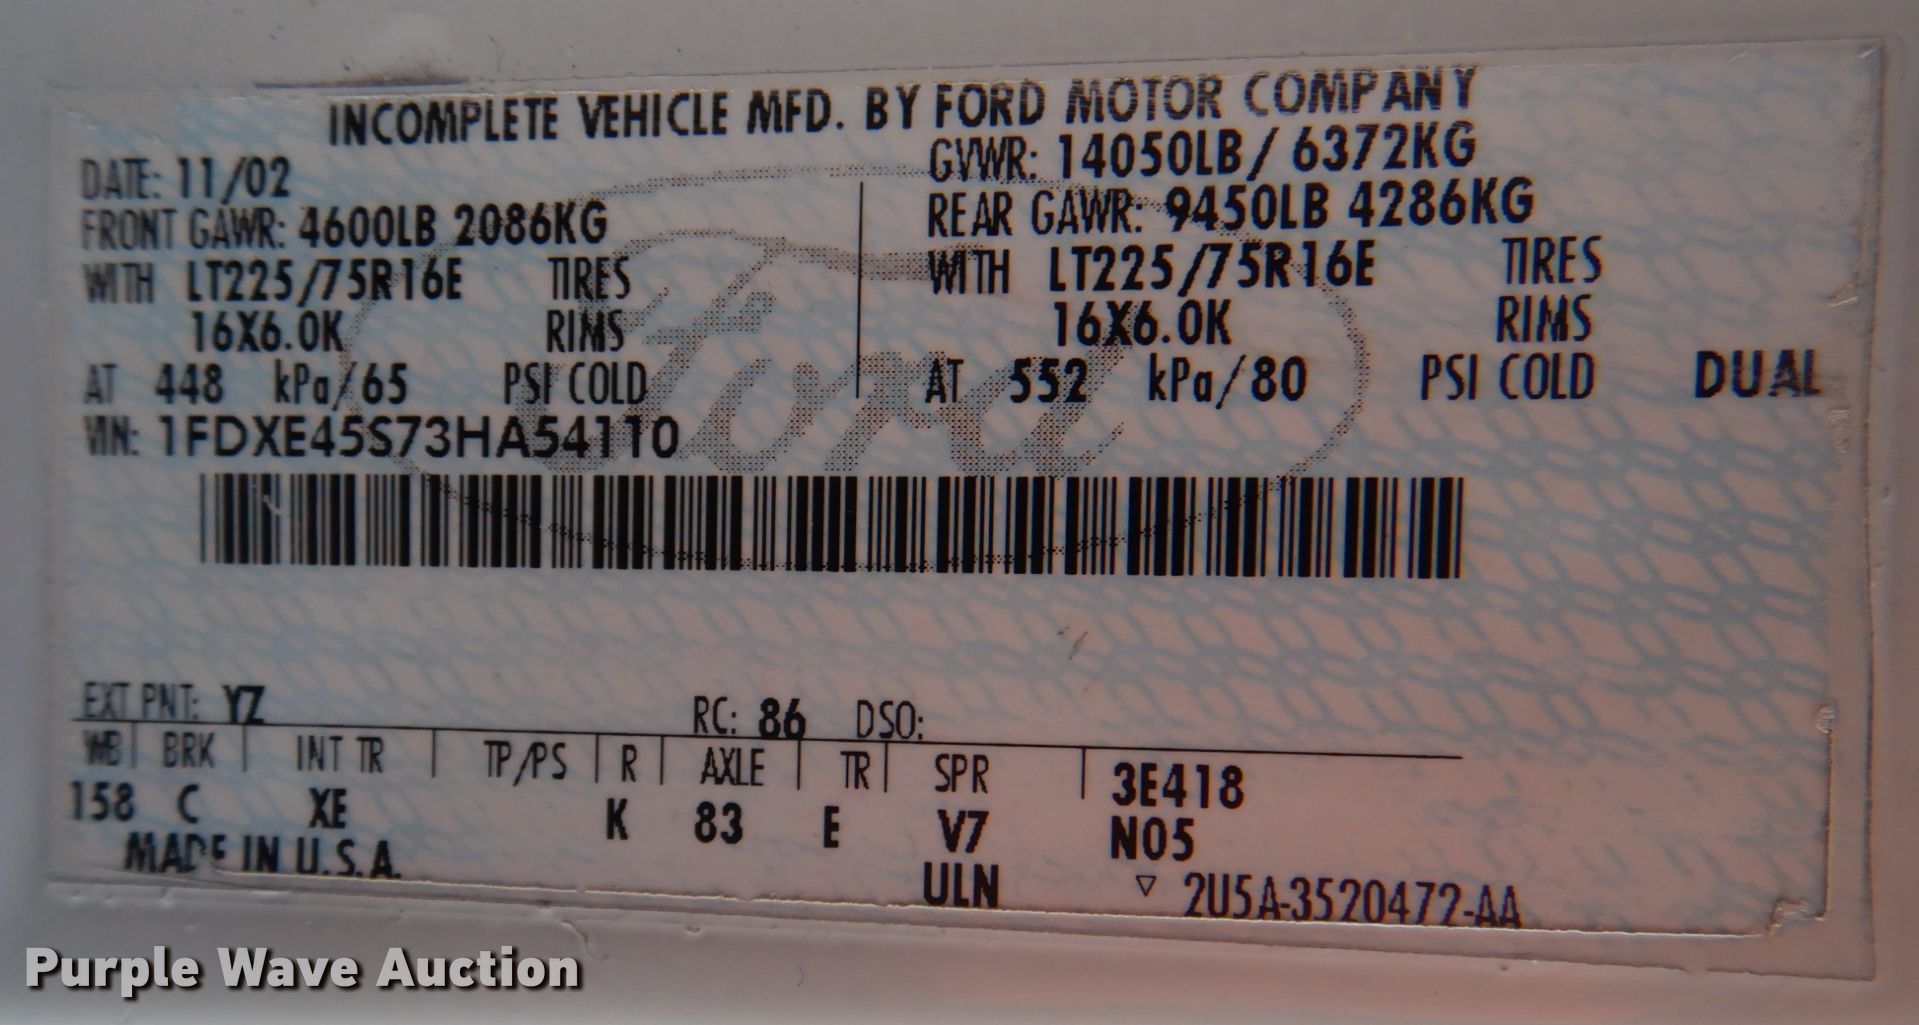 INCOMPLETE VEHICLE MFD. BY FORD MOTOR COMPANY
DATE: 11/02 GVWR: 14050LB/ 6372KG
FRONT GAWR: 4600LB 2086KG REAR GAWR: 9450LB 4286KG
WITH LT225/75R16E TIRES WITH LT225/75R16E TIRES
16X6.0K RIMS 16X6.0K RIMS
AT 448 kPa/65 PSI COLD AT 552 kPa/80 PSI COLD DUAL
VIN: 1FDXE45S73HA54110
Ford
EXT PNT: YZ RC: 86 DSO:
WB BRK INT TR TP/PS R AXLE TR SPR 3E418
158 C XE K 83 E V7 N05
MADE IN U.S.A. ULN 2U5A-3520472-AA
Purple Wave Auction